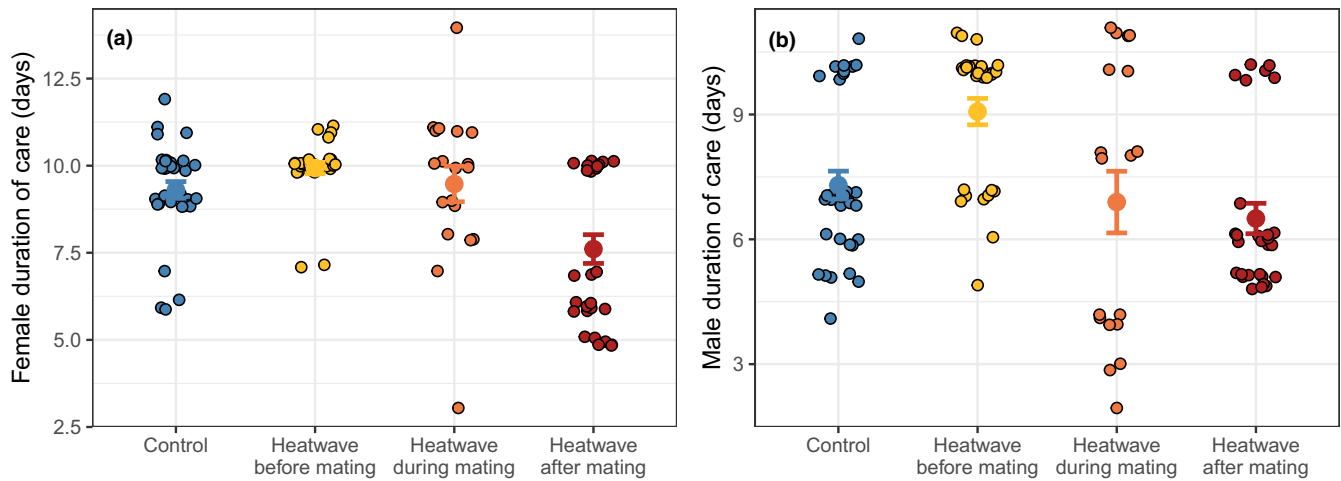 (a)
Female duration of care (days)
12.5
10.0
7.5
5.0
2.5
Control
Heatwave
before mating
Heatwave
during mating
Heatwave
after mating
(b)
Male duration of care (days)
9
6
3
Control
Heatwave
before mating
Heatwave
during mating
Heatwave
after mating